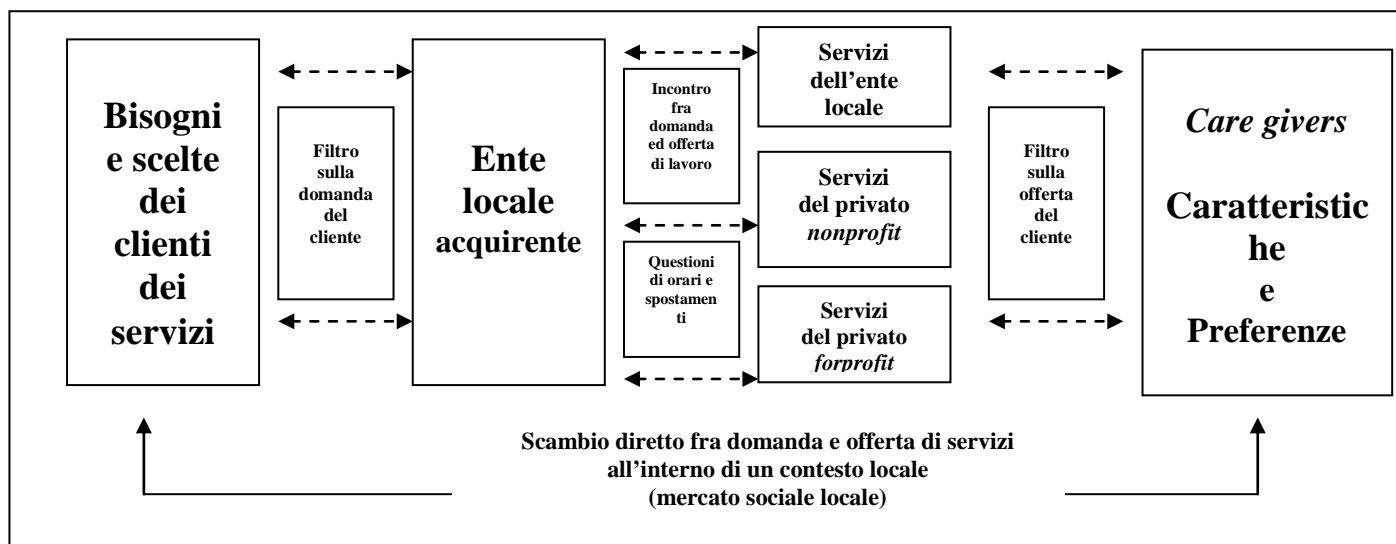 Bisogni
e scelte
dei
clienti
dei
servizi
Filtro
sulla
domanda
del
cliente
Ente
locale
acquirente
Incontro
fra
domanda
ed offerta
di lavoro
Questioni
di orari e
spostamen
ti
Servizi
dell’ente
locale
Servizi
del privato
nonprofit
Servizi
del privato
forprofit
Filtro
sulla
offerta
del
cliente
Care givers
Caratteristic
he
e
Preferenze
Scambio diretto fra domanda e offerta di servizi
all’interno di un contesto locale
(mercato sociale locale)